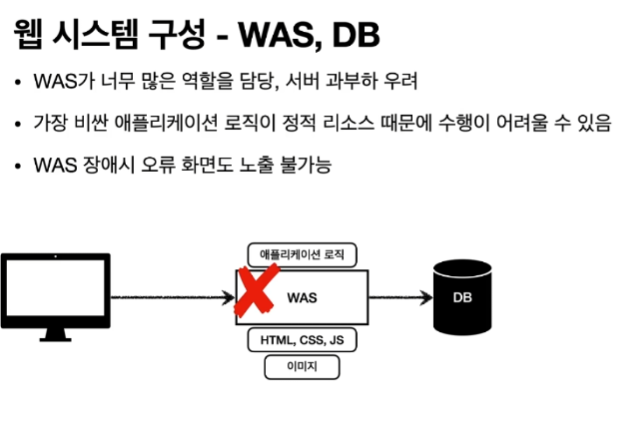 웹 시스템 구성 - WAS, DB
• WAS가 너무 많은 역할을 담당, 서버 과부하 우려
• 가장 비싼 애플리케이션 로직이 정적 리소스 때문에 수행이 어려울 수 있음
• WAS 장애시 오류 화면도 노출 불가능
애플리케이션 로직
WAS
DB
HTML, CSS, JS
이미지